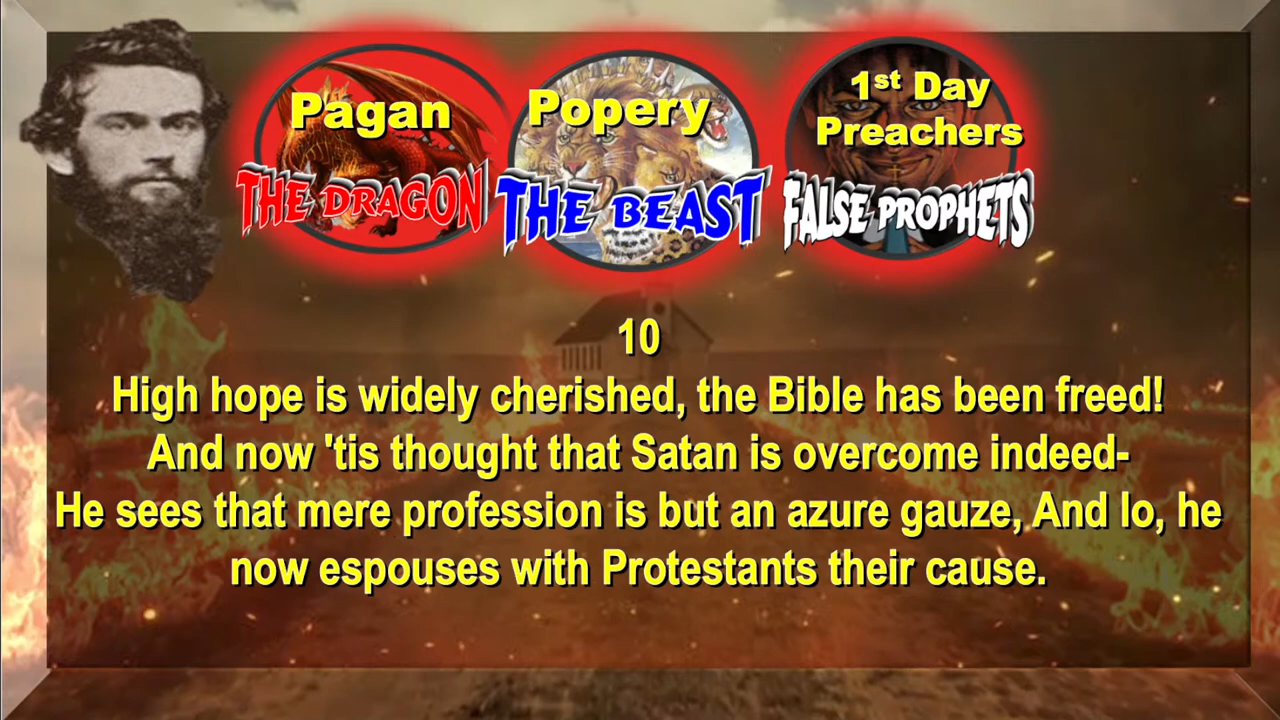 Pagan
THE DRAGON
Popery
THE BEAST
1st Day
Preachers
FALSE PROPHETS
10
High hope is widely cherished, the Bible has been freed!
And now 'tis thought that Satan is overcome indeed-
He sees that mere profession is but an azure gauze, And lo, he
now espouses with Protestants their cause.